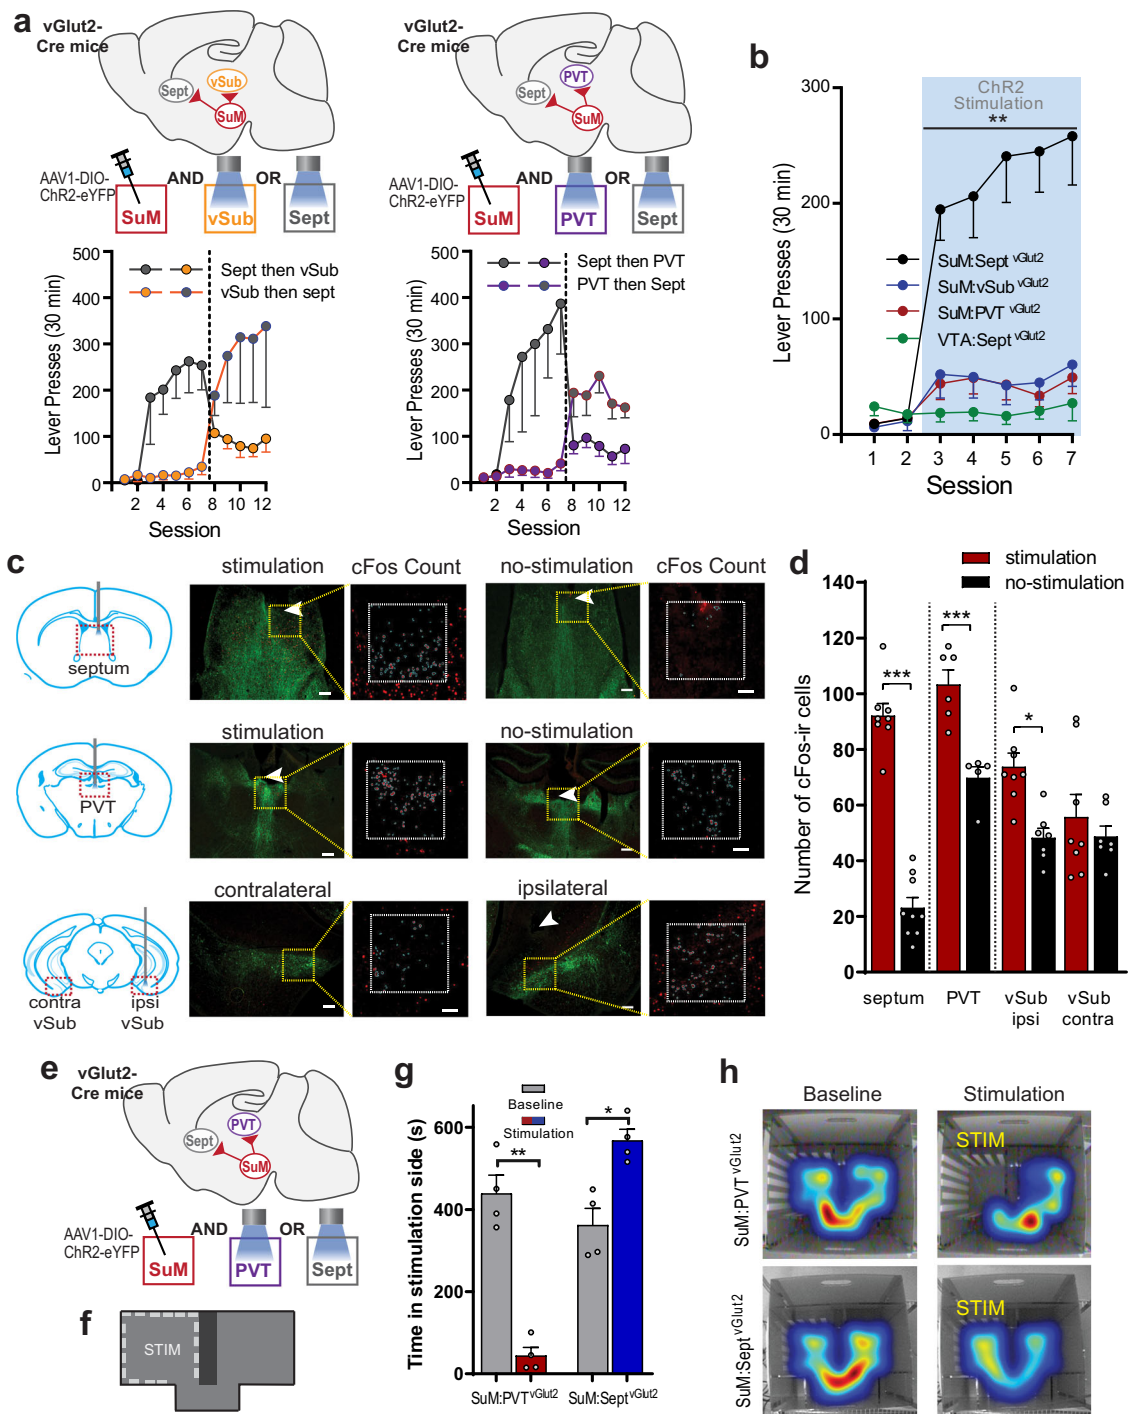 a
vGlut2-
Cre mice
Sept
vSub
SuM
AAV1-DIO-
ChR2-eYFP
AND
OR
SuM
vSub
Sept
Lever Presses (30 min)
500
400
300
200
100
0
Sept then vSub
vSub then sept
2 4 6 8 10 12
Session
vGlut2-
Cre mice
Sept
PVT
SuM
AAV1-DIO-
ChR2-eYFP
AND
OR
SuM
PVT
Sept
Lever Presses (30 min)
500
400
300
200
100
0
Sept then PVT
PVT then Sept
2 4 6 8 10 12
Session
b
Lever Presses (30 min)
300
200
100
0
ChR2
Stimulation
**
SuM:Sept vGlut2
SuM:vSub vGlut2
SuM:PVT vGlut2
VTA:Sept vGlut2
1 2 3 4 5 6 7
Session
c
stimulation cFos Count no-stimulation cFos Count
septum
stimulation no-stimulation
PVT
contralateral ipsilateral
contra
vSub
ipsi
vSub
d
stimulation
no-stimulation
Number of cFos-ir cells
140
120
100
80
60
40
20
0
***
***
*
septum
PVT
vSub
ipsi
vSub
contra
e
vGlut2-
Cre mice
Sept
PVT
SuM
AAV1-DIO-
ChR2-eYFP
AND
OR
SuM
PVT
Sept
f
STIM
g
Baseline
Stimulation
Time in stimulation side (s)
600
400
200
0
**
*
SuM:PVT vGlut2
SuM:Sept vGlut2
h
Baseline Stimulation
SuM:PVT vGlut2
STIM
SuM:Sept vGlut2
STIM